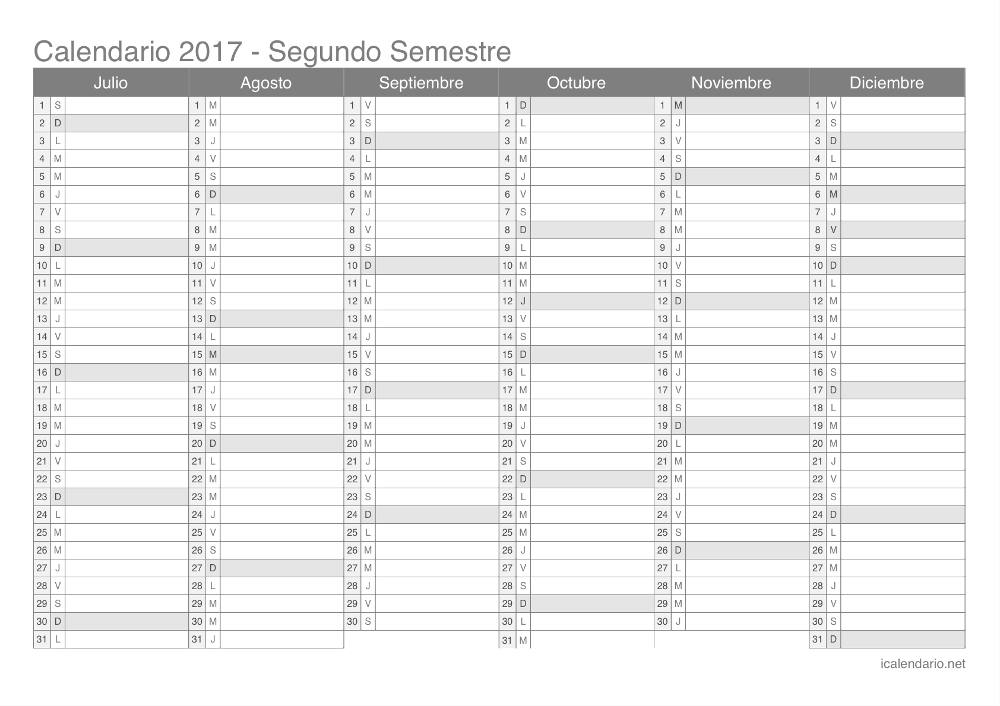 Calendario 2017 - Segundo Semestre
Julio Agosto Septiembre Octubre Noviembre Diciembre
1 S 1 M 1 V 1 D 1 M 1 V
2 D 2 M 2 S 2 L 2 J 2 S
3 L 3 J 3 D 3 M 3 V 3 D
4 M 4 V 4 L 4 M 4 S 4 L
5 M 5 S 5 M 5 J 5 D 5 M
6 J 6 D 6 M 6 V 6 L 6 M
7 V 7 L 7 J 7 S 7 M 7 J
8 S 8 M 8 V 8 D 8 M 8 V
9 D 9 M 9 S 9 L 9 J 9 S
10 L 10 J 10 D 10 M 10 V 10 D
11 M 11 V 11 L 11 M 11 S 11 L
12 M 12 S 12 M 12 J 12 D 12 M
13 J 13 D 13 M 13 V 13 L 13 M
14 V 14 L 14 J 14 S 14 M 14 J
15 S 15 M 15 V 15 D 15 M 15 V
16 D 16 M 16 S 16 L 16 J 16 S
17 L 17 J 17 D 17 M 17 V 17 D
18 M 18 V 18 L 18 M 18 S 18 L
19 M 19 S 19 M 19 J 19 D 19 M
20 J 20 D 20 M 20 V 20 L 20 M
21 V 21 L 21 J 21 S 21 M 21 J
22 S 22 M 22 V 22 D 22 M 22 V
23 D 23 M 23 S 23 L 23 J 23 S
24 L 24 J 24 D 24 M 24 V 24 D
25 M 25 V 25 L 25 M 25 S 25 L
26 M 26 S 26 M 26 J 26 D 26 M
27 J 27 D 27 M 27 V 27 L 27 M
28 V 28 L 28 J 28 S 28 M 28 J
29 S 29 M 29 V 29 D 29 M 29 V
30 D 30 M 30 S 30 L 30 J 30 S
31 L 31 J 31 M 31 D
icalendario.net